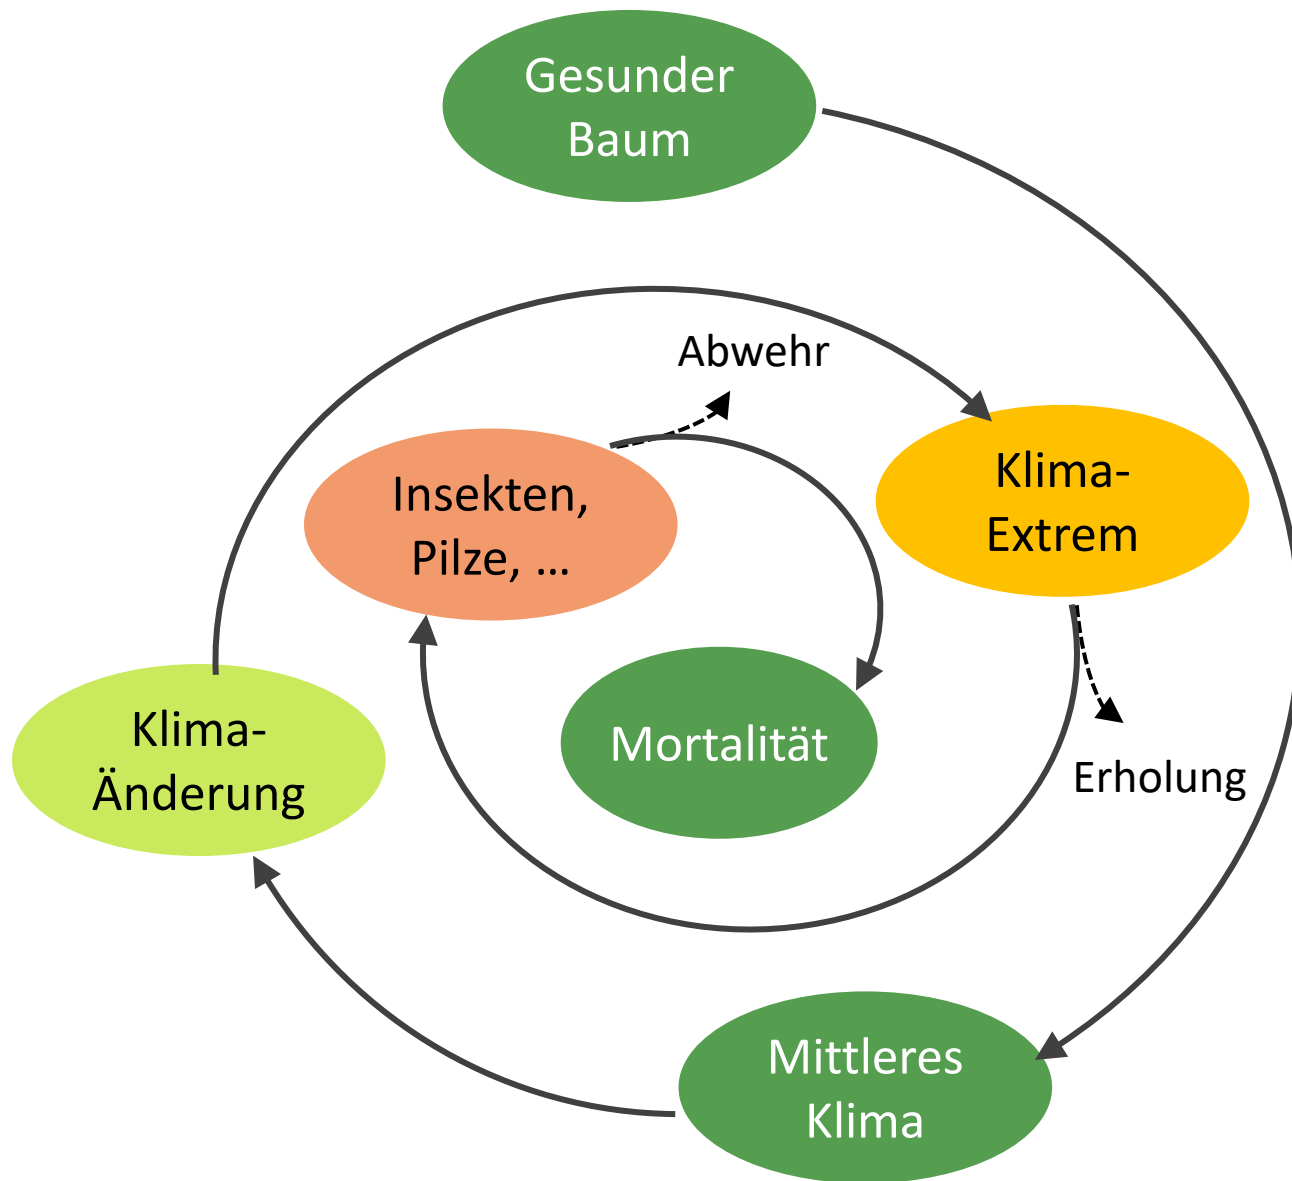 Gesunder
Baum
Abwehr
Insekten,
Pilze, ...
Klima-
Extrem
Klima-
Änderung
Mortalität
Erholung
Mittleres
Klima